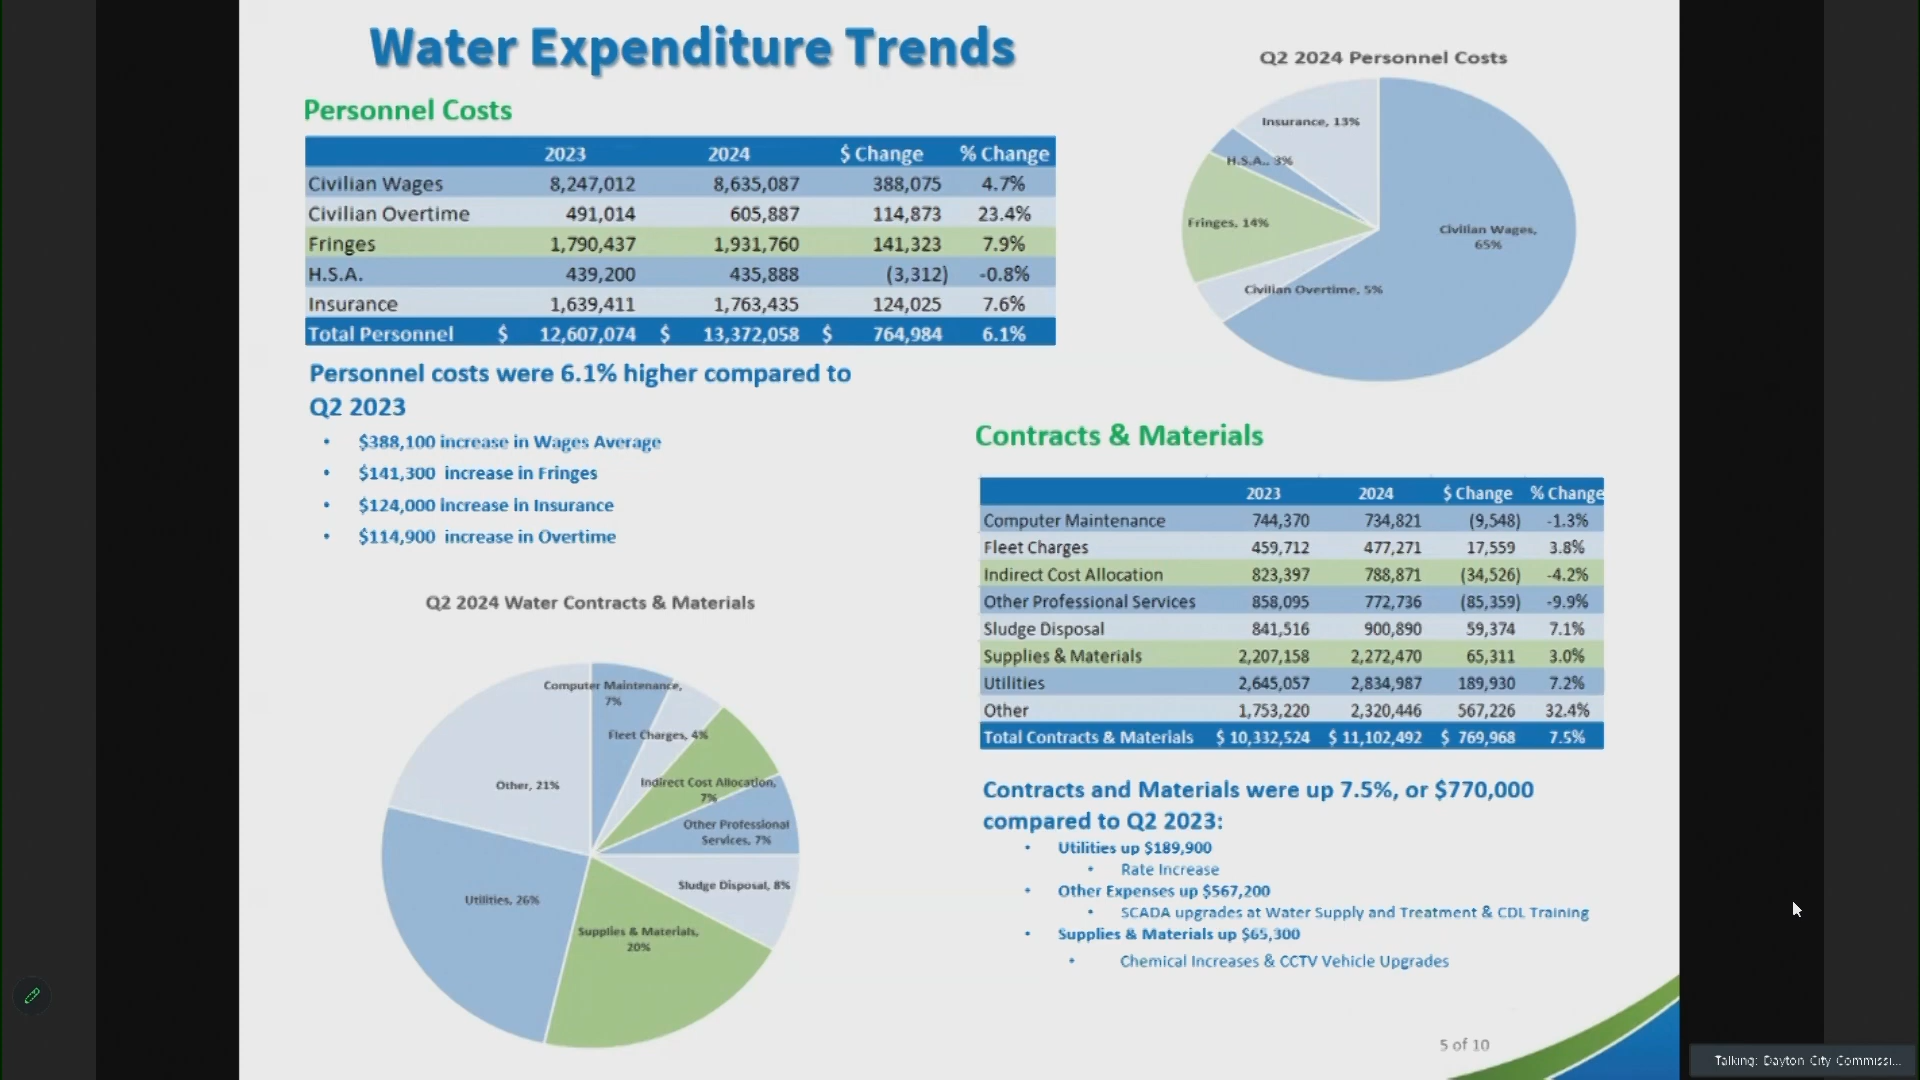 Water Expenditure Trends
Personnel Costs
2023 2024 $ Change % Change
Civilian Wages 8,247,012 8,635,087 388,075 4.7%
Civilian Overtime 491,014 605,887 114,873 23.4%
Fringes 1,790,437 1,931,760 141,323 7.9%
H.S.A. 439,200 435,888 (3,312) -0.8%
Insurance 1,639,411 1,763,435 124,025 7.6%
Total Personnel $ 12,607,074 $ 13,372,058 $ 764,984 6.1%
Personnel costs were 6.1% higher compared to
Q2 2023
• $388,100 increase in Wages Average
• $141,300 increase in Fringes
• $124,000 increase in Insurance
• $114,900 increase in Overtime
Q2 2024 Personnel Costs
Insurance, 13%
H.S.A., 3%
Fringes, 14%
Civilian Wages,
65%
Civilian Overtime, 5%
Q2 2024 Water Contracts & Materials
Computer Maintenance,
7%
Fleet Charges, 4%
Indirect Cost Allocation,
7%
Other, 21%
Other Professional
Services, 7%
Sludge Disposal, 8%
Utilities, 26%
Supplies & Materials,
20%
Contracts & Materials
2023 2024 $ Change % Change
Computer Maintenance 744,370 734,821 (9,548) -1.3%
Fleet Charges 459,712 477,271 17,559 3.8%
Indirect Cost Allocation 823,397 788,871 (34,526) -4.2%
Other Professional Services 858,095 772,736 (85,359) -9.9%
Sludge Disposal 841,516 900,890 59,374 7.1%
Supplies & Materials 2,207,158 2,272,470 65,311 3.0%
Utilities 2,645,057 2,834,987 189,930 7.2%
Other 1,753,220 2,320,446 567,226 32.4%
Total Contracts & Materials $ 10,332,524 $ 11,102,492 $ 769,968 7.5%
Contracts and Materials were up 7.5%, or $770,000
compared to Q2 2023:
• Utilities up $189,900
• Rate Increase
• Other Expenses up $567,200
• SCADA upgrades at Water Supply and Treatment & CDL Training
• Supplies & Materials up $65,300
• Chemical Increases & CCTV Vehicle Upgrades
5 of 10
Talking: Dayton City Commissi...